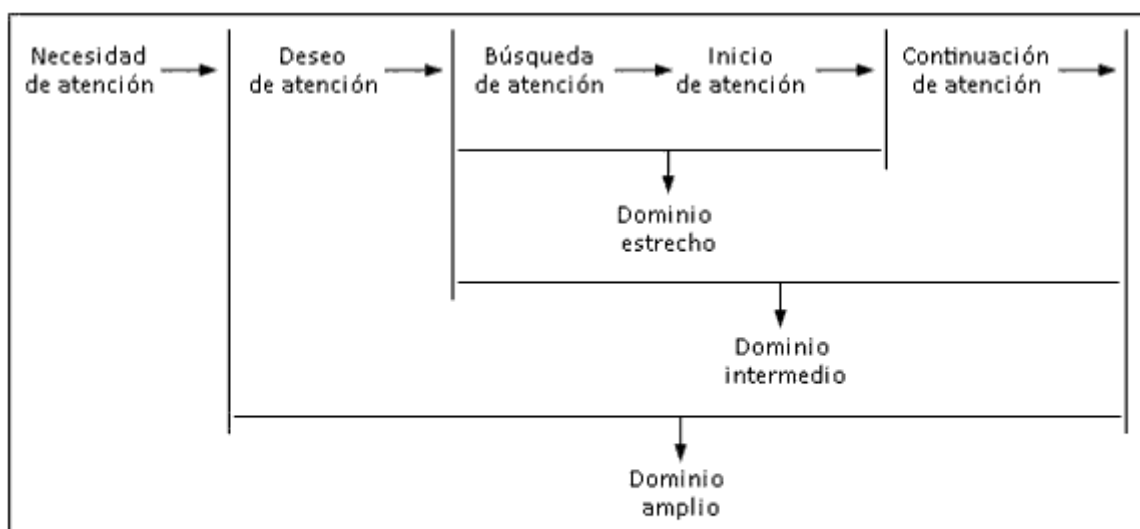 Necesidad
de atención
Deseo
de atención
Búsqueda
de atención
Inicio
de atención
Continuación
de atención
Dominio
estrecho
Dominio
intermedio
Dominio
amplio